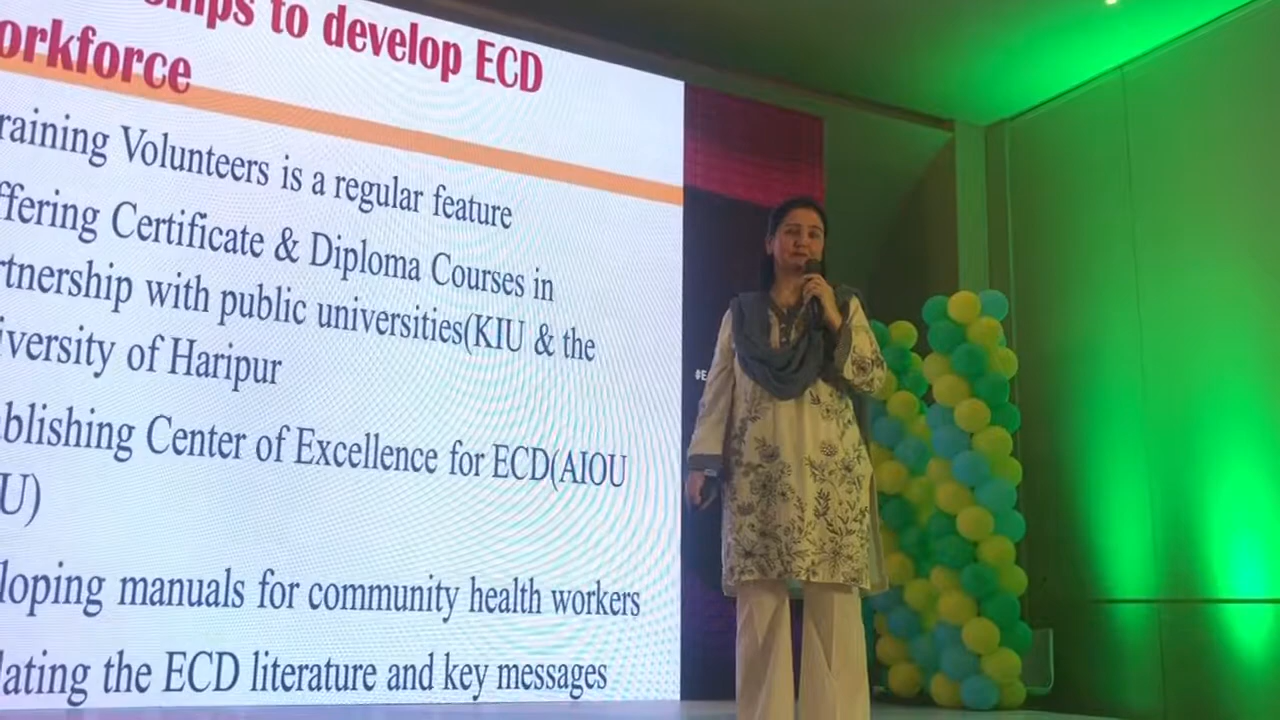 to develop ECD
orkforce
raining Volunteers is a regular feature
ffering Certificate & Diploma Courses in
rtnership with public universities(KIU & the
iversity of Haripur
blishing Center of Excellence for ECD(AIOU
U)
loping manuals for community health workers
lating the ECD literature and key messages
#E